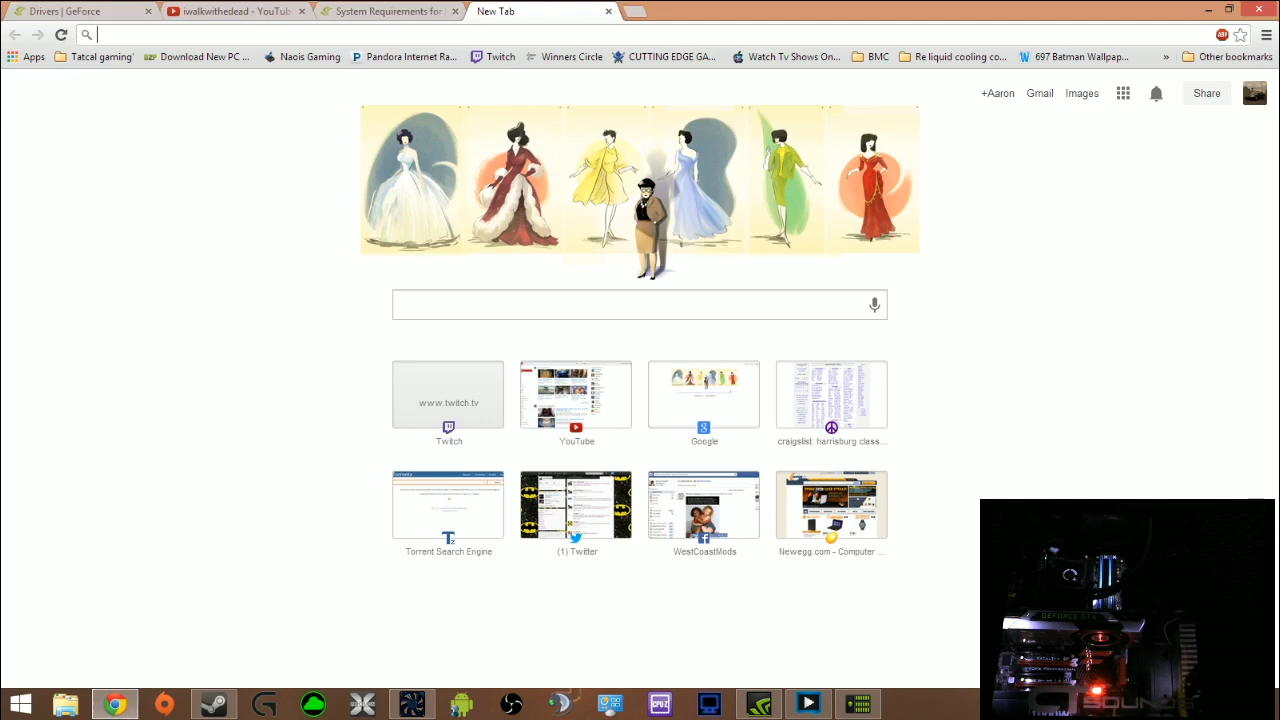 Drivers | GeForce
iwalkwithedead - YouTub
System Requirements for
New Tab
ABP
Apps
Tatcal gaming'
Download New PC ...
Naois Gaming
Pandora Internet Ra...
Twitch
Winners Circle
CUTTING EDGE GA...
Watch Tv Shows On...
BMC
Re liquid cooling co...
697 Batman Wallpap...
»
Other bookmarks
+Aaron
Gmail
Images
Share
www.twitch.tv
Twitch
YouTube
Google
craigslist: harrisburg class...
Torrent Search Engine
(1) Twitter
WestCoastMods
Newegg.com - Computer ...
GEFORCE GTX
CPU-Z
SOUND